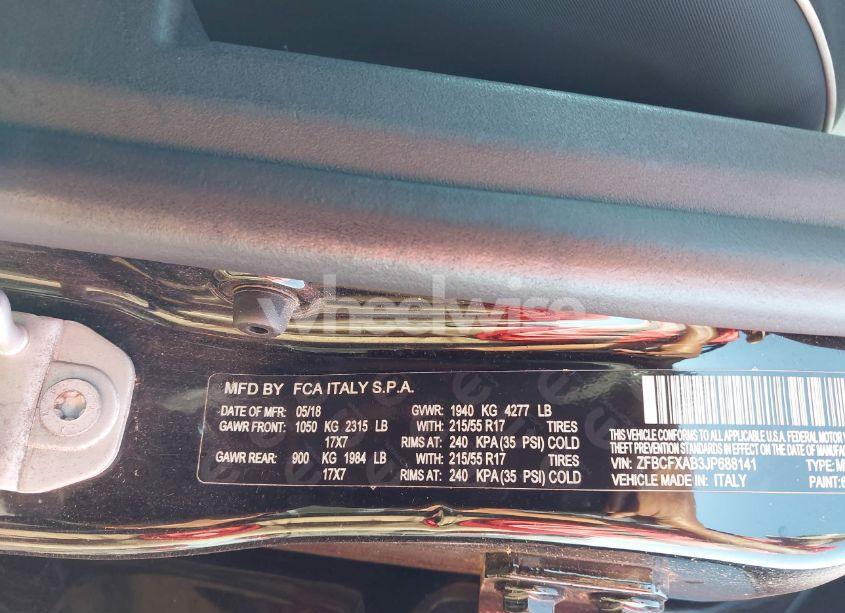 wheelwise
MFD BY FCA ITALY S.P.A.
DATE OF MFR: 05/18 GVWR: 1940 KG 4277 LB
GAWR FRONT: 1050 KG 2315 LB WITH: 215/55 R17 TIRES
17X7 RIMS AT: 240 KPA(35 PSI) COLD
GAWR REAR: 900 KG 1984 LB WITH: 215/55 R17 TIRES
17X7 RIMS AT: 240 KPA(35 PSI) COLD
THIS VEHICLE CONFORMS TO ALL APPLICABLE U.S.A. FEDERAL MOTOR
THEFT PREVENTION STANDARDS IN EFFECT ON THE DATE OF MANUFA
VIN: ZFBCFXAB3JP688141 TYPE: M
VEHICLE MADE IN: ITALY PAINT:6